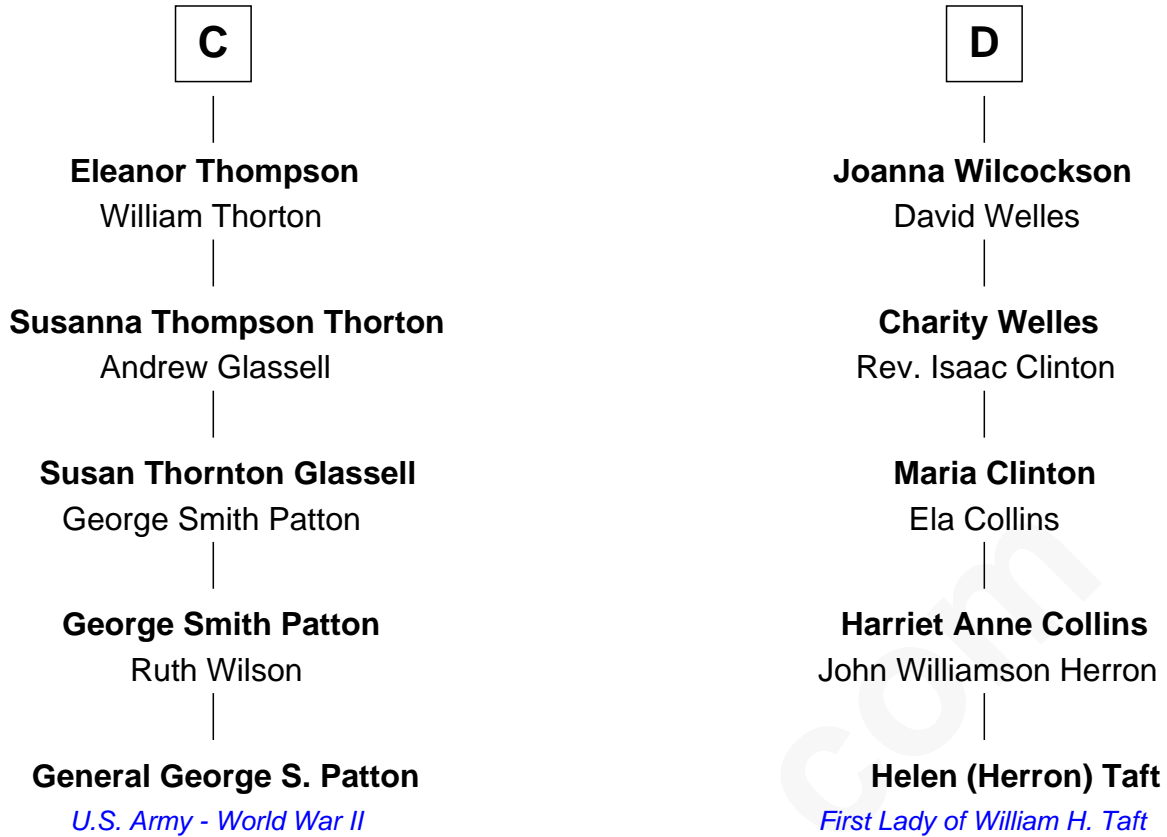 C
Eleanor Thompson
William Thorton
Susanna Thompson Thorton
Andrew Glassell
Susan Thornton Glassell
George Smith Patton
George Smith Patton
Ruth Wilson
General George S. Patton
U.S. Army - World War II
D
Joanna Wilcockson
David Welles
Charity Welles
Rev. Isaac Clinton
Maria Clinton
Ela Collins
Harriet Anne Collins
John Williamson Herron
Helen (Herron) Taft
First Lady of William H. Taft
com